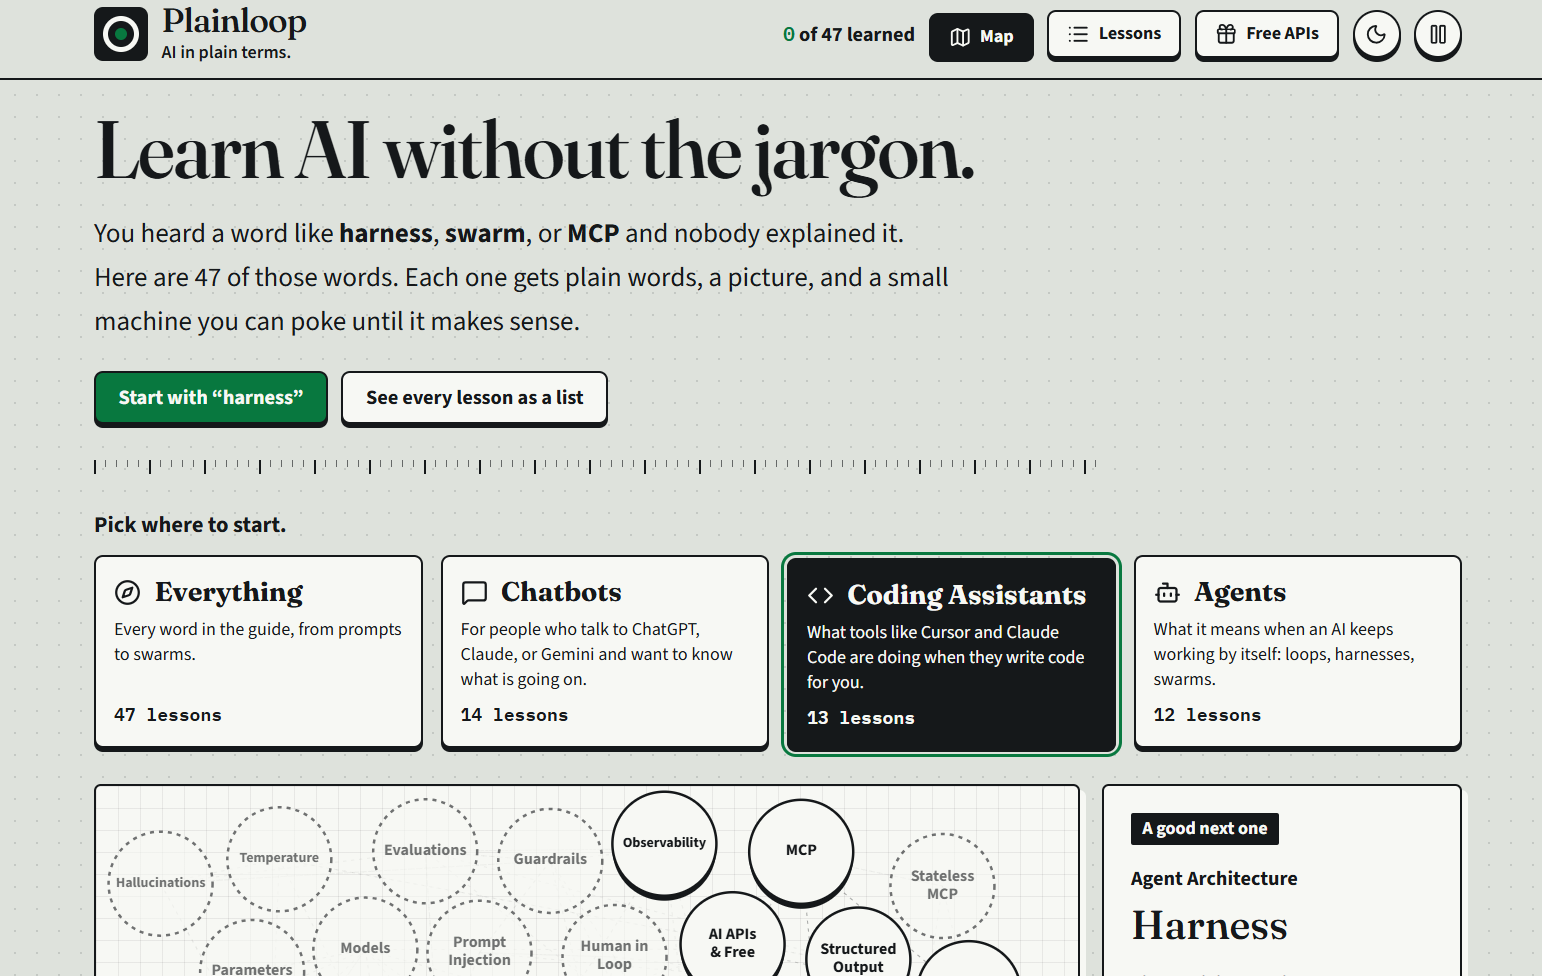 Plainloop
AI in plain terms.
0 of 47 learned
Map
Lessons
Free APIs
Learn AI without the jargon.
You heard a word like harness, swarm, or MCP and nobody explained it.
Here are 47 of those words. Each one gets plain words, a picture, and a small
machine you can poke until it makes sense.
Start with “harness”
See every lesson as a list
Pick where to start.
Everything
Every word in the guide, from prompts
to swarms.
47 lessons
Chatbots
For people who talk to ChatGPT,
Claude, or Gemini and want to know
what is going on.
14 lessons
Coding Assistants
What tools like Cursor and Claude
Code are doing when they write code
for you.
13 lessons
Agents
What it means when an AI keeps
working by itself: loops, harnesses,
swarms.
12 lessons
Hallucinations
Temperature
Evaluations
Guardrails
Observability
MCP
Stateless
MCP
Parameters
Models
Prompt
Injection
Human in
Loop
AI APIs
& Free
Structured
Output
A good next one
Agent Architecture
Harness